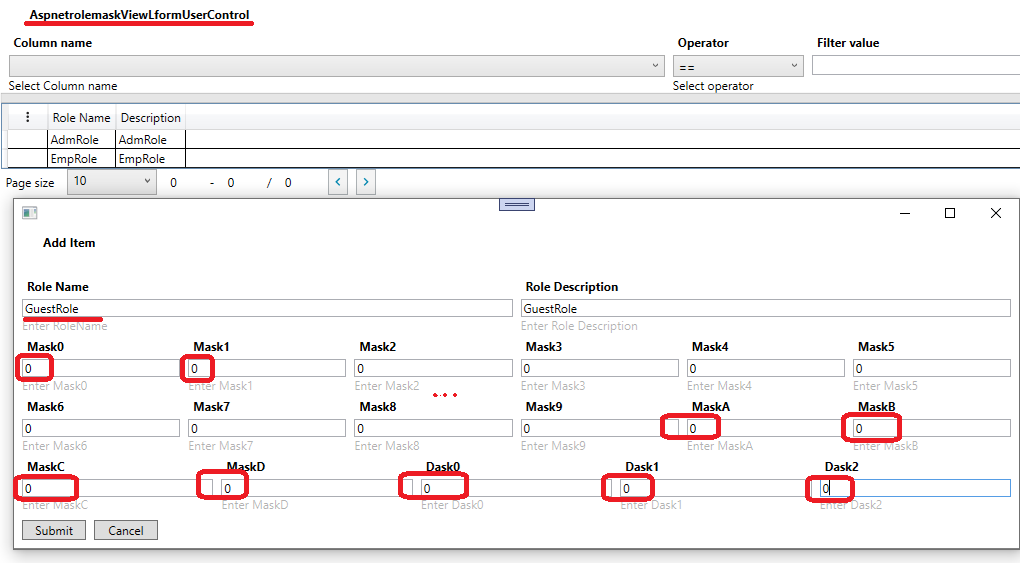 AspnetrolemaskViewLformUserControl
Column name Operator Filter value
==
Select Column name Select operator
Role Name Description
AdmRole AdmRole
EmpRole EmpRole
Page size 10 0 - 0 / 0 < >
Add Item
Role Name Role Description
GuestRole GuestRole
Enter RoleName Enter Role Description
Mask0 Mask1 Mask2 Mask3 Mask4 Mask5
0 0 0 0 0 0
Enter Mask0 Enter Mask1 Enter Mask2 Enter Mask3 Enter Mask4 Enter Mask5
...
Mask6 Mask7 Mask8 Mask9 MaskA MaskB
0 0 0 0 0 0
Enter Mask6 Enter Mask7 Enter Mask8 Enter Mask9 Enter MaskA Enter MaskB
MaskC MaskD Dask0 Dask1 Dask2
0 0 0 0 0
Enter MaskC Enter MaskD Enter Dask0 Enter Dask1 Enter Dask2
Submit Cancel